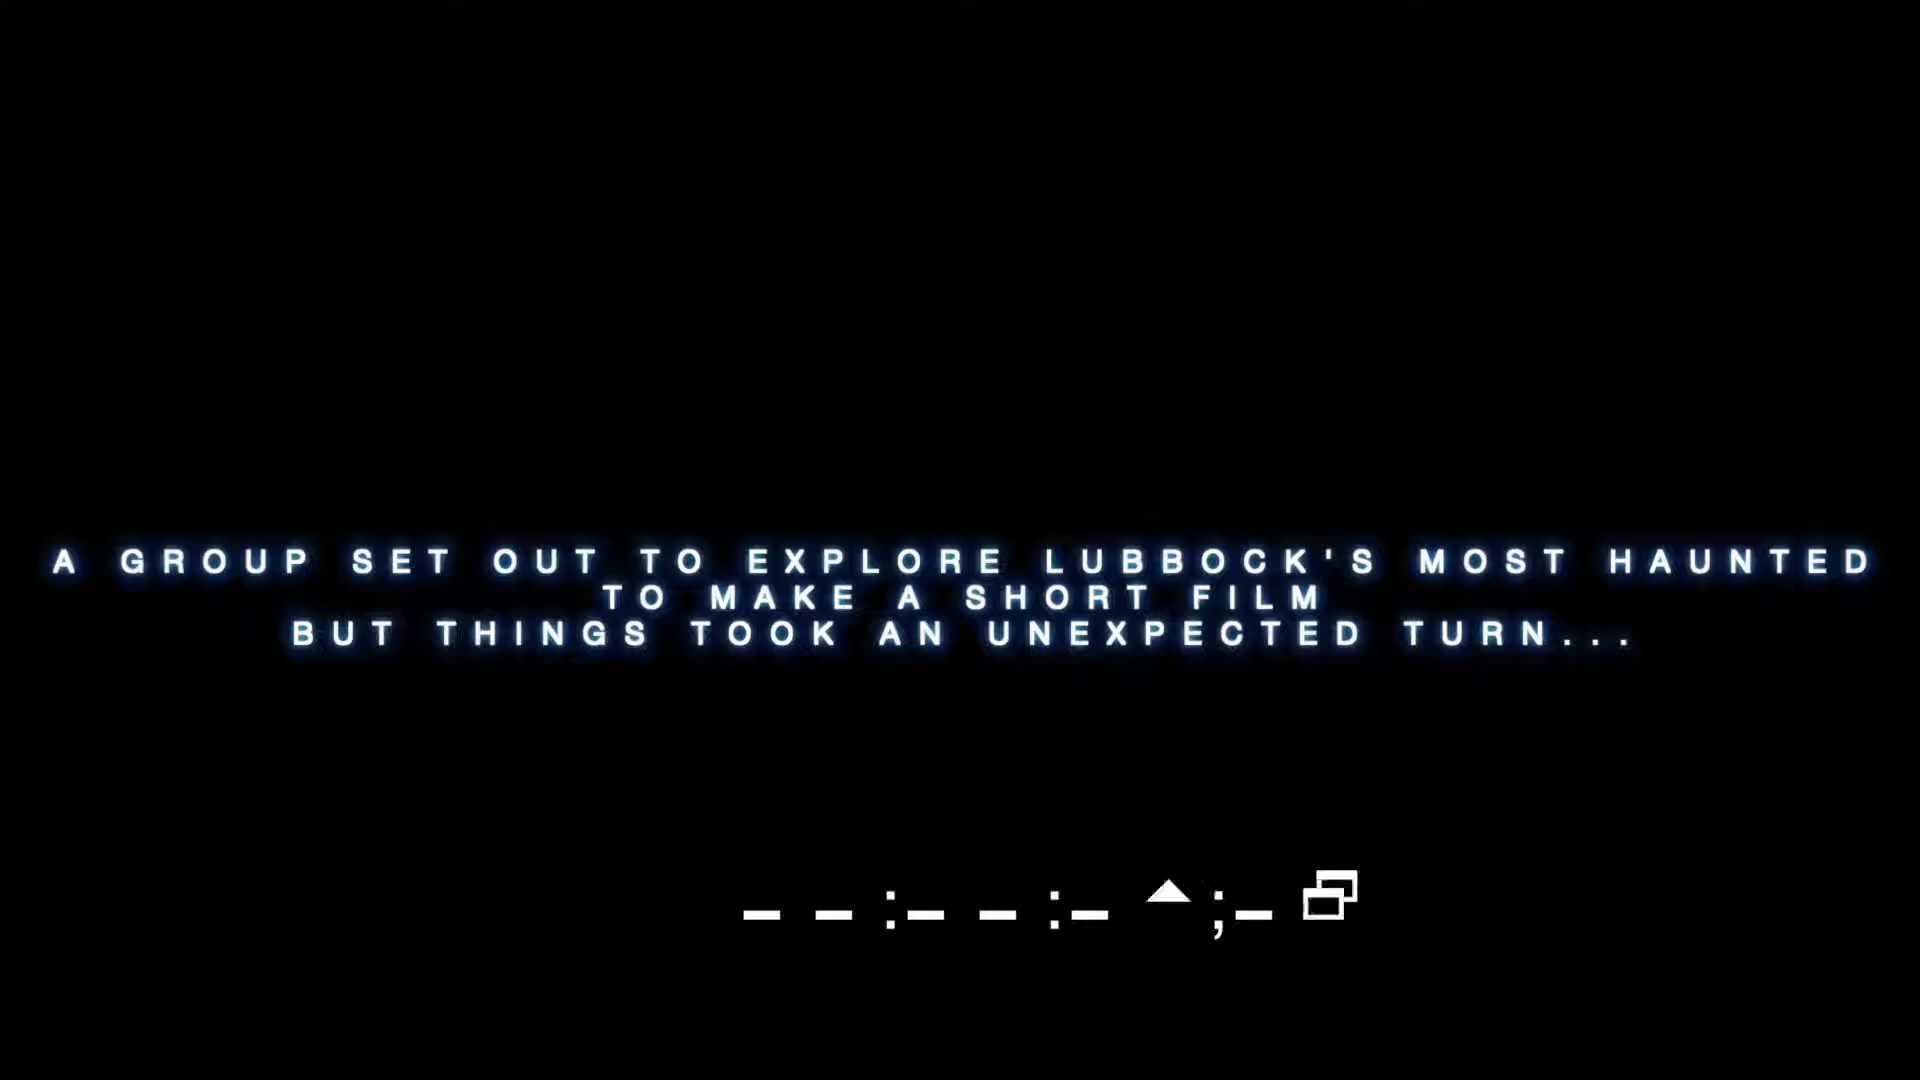 A GROUP SET OUT TO EXPLORE LUBBOCK'S MOST HAUNTED
TO MAKE A SHORT FILM
BUT THINGS TOOK AN UNEXPECTED TURN...
– – :– – :– ;–